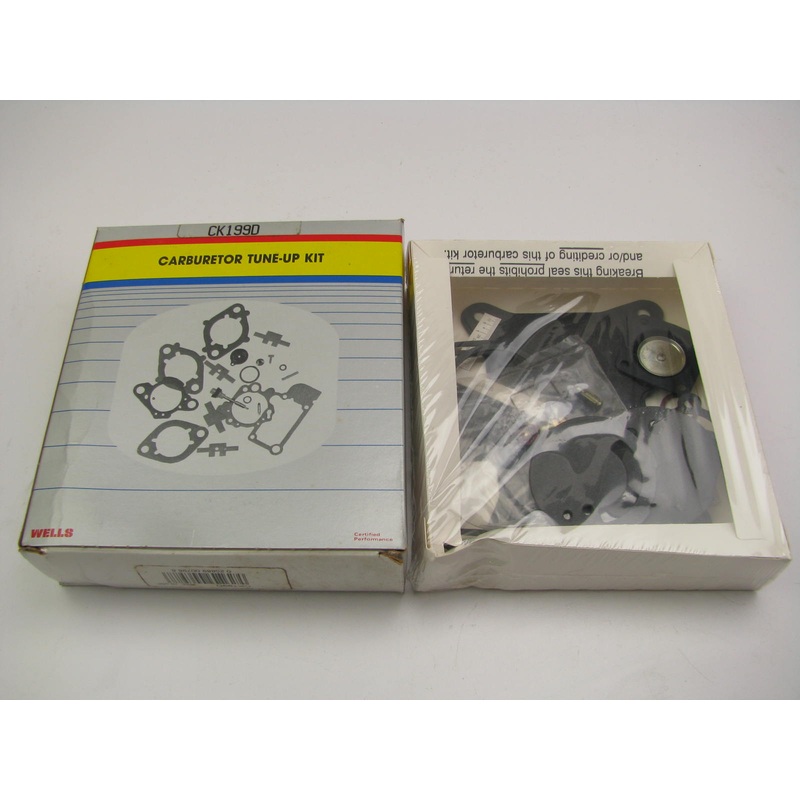 CK199D
CARBURETOR TUNE-UP KIT
WELLS
Certified
Performance
Breaking this seal prohibits the return
and/or crediting of this carburetor kit.